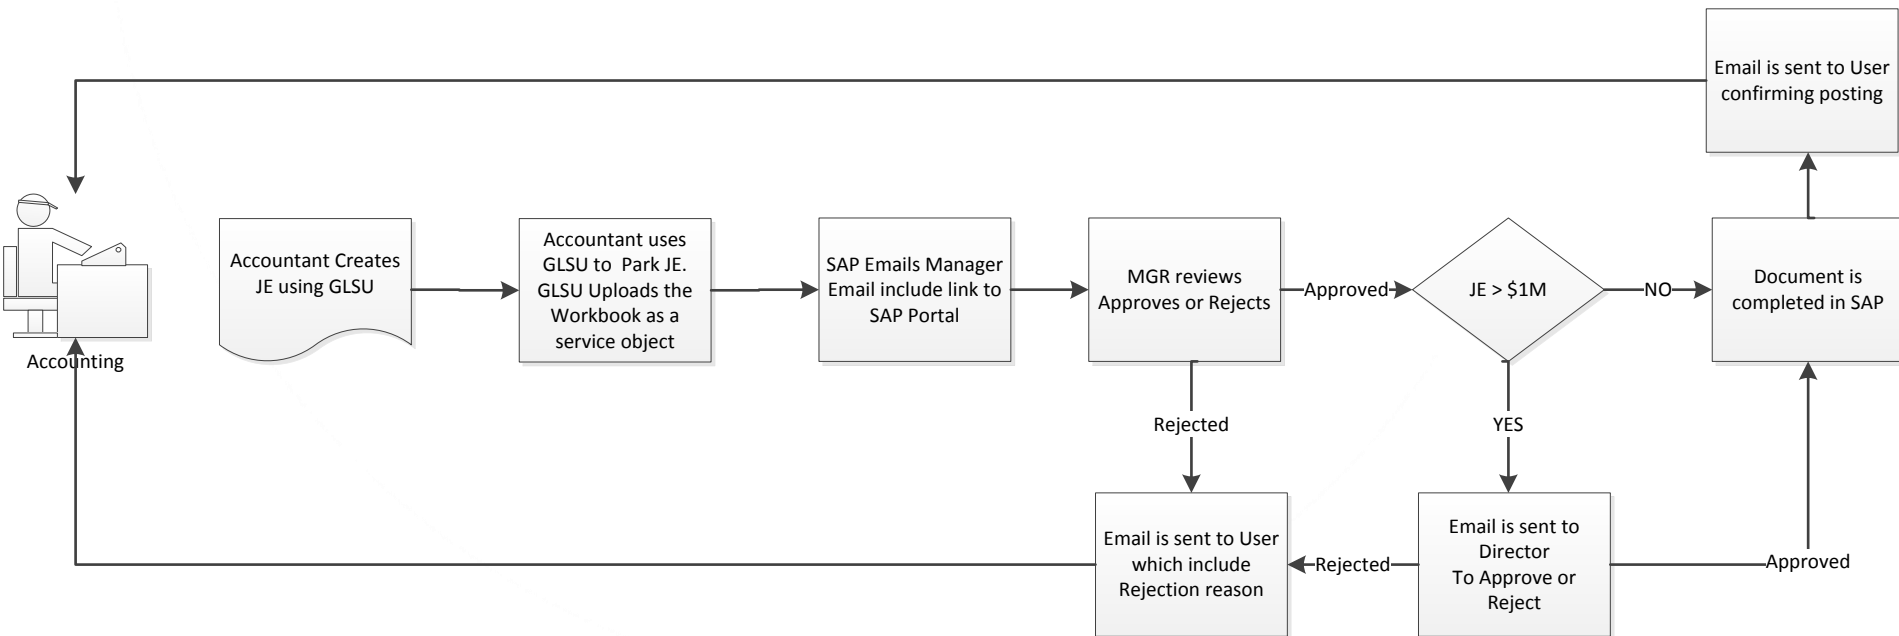 Email is sent to User
confirming posting
Accounting
Accountant Creates
JE using GLSU
Accountant uses
GLSU to Park JE.
GLSU Uploads the
Workbook as a
service object
SAP Emails Manager
Email include link to
SAP Portal
MGR reviews
Approves or Rejects
Approved
JE > $1M
NO
Document is
completed in SAP
Rejected
YES
Email is sent to User
which include
Rejection reason
Rejected
Email is sent to
Director
To Approve or
Reject
Approved